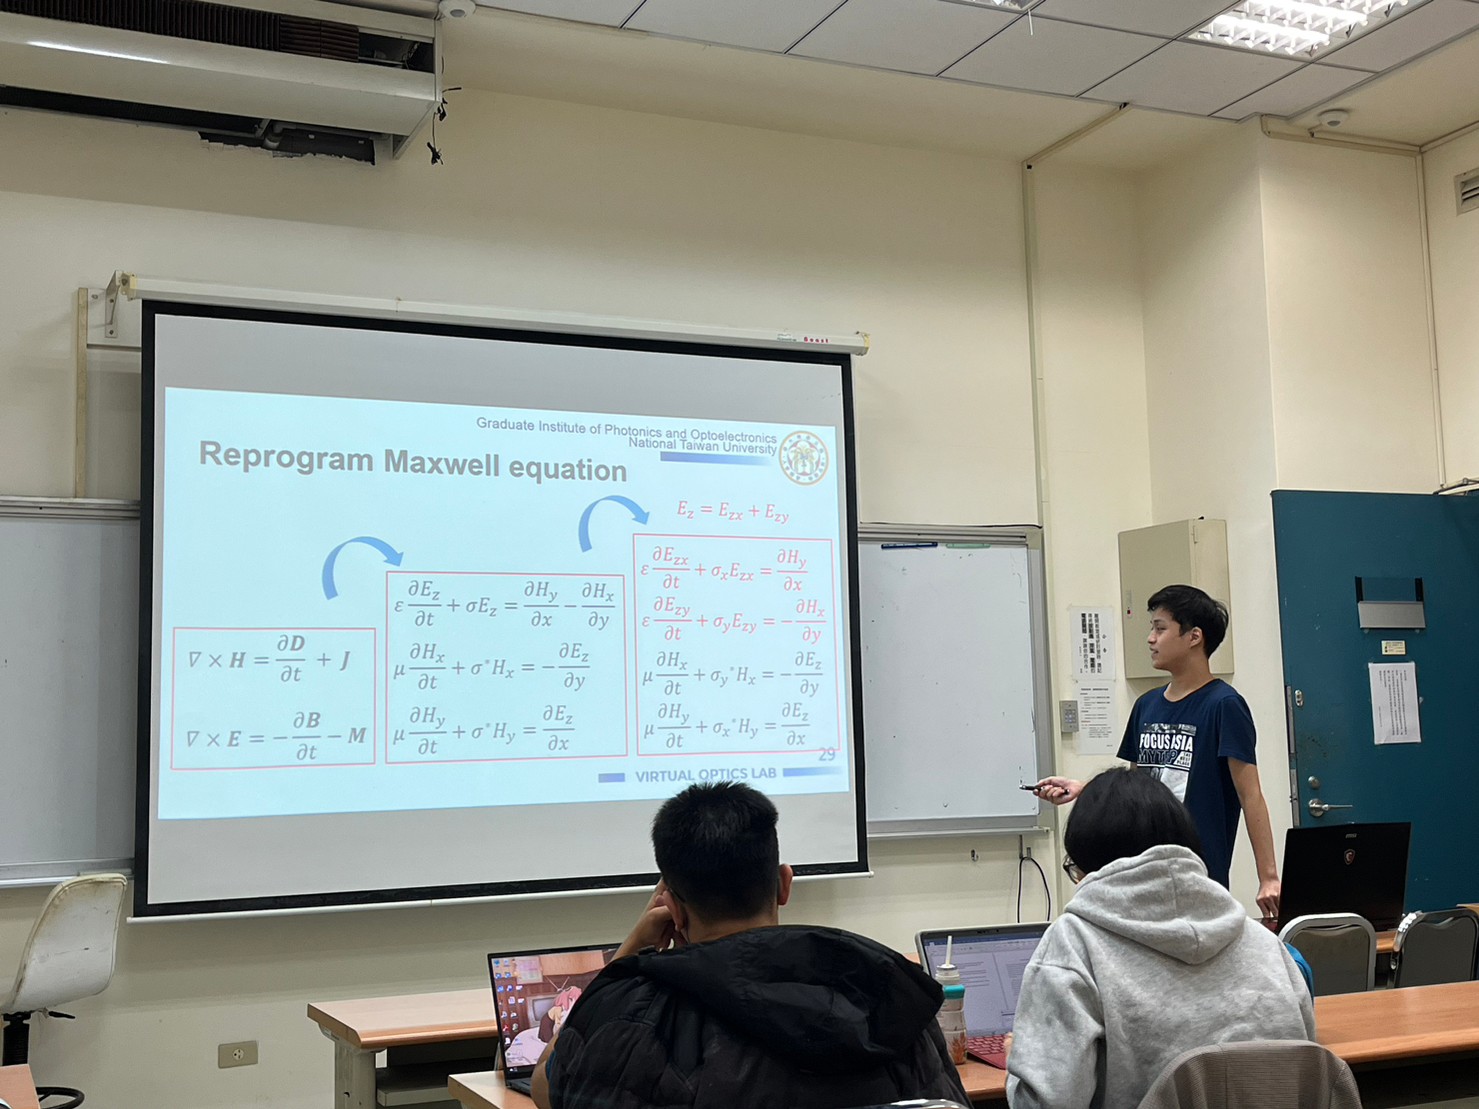 Graduate Institute of Photonics and Optoelectronics
National Taiwan University
Reprogram Maxwell equation
∇ × H = ∂D/∂t + J
∇ × E = −∂B/∂t − M
ε ∂E_z/∂t + σE_z = ∂H_y/∂x − ∂H_x/∂y
μ ∂H_x/∂t + σ*H_x = −∂E_z/∂y
μ ∂H_y/∂t + σ*H_y = ∂E_z/∂x
E_z = E_zx + E_zy
ε ∂E_zx/∂t + σ_x E_zx = ∂H_y/∂x
ε ∂E_zy/∂t + σ_y E_zy = −∂H_x/∂y
μ ∂H_x/∂t + σ_y* H_x = −∂E_z/∂y
μ ∂H_y/∂t + σ_x* H_y = ∂E_z/∂x
29
VIRTUAL OPTICS LAB
FOCUS ASIA